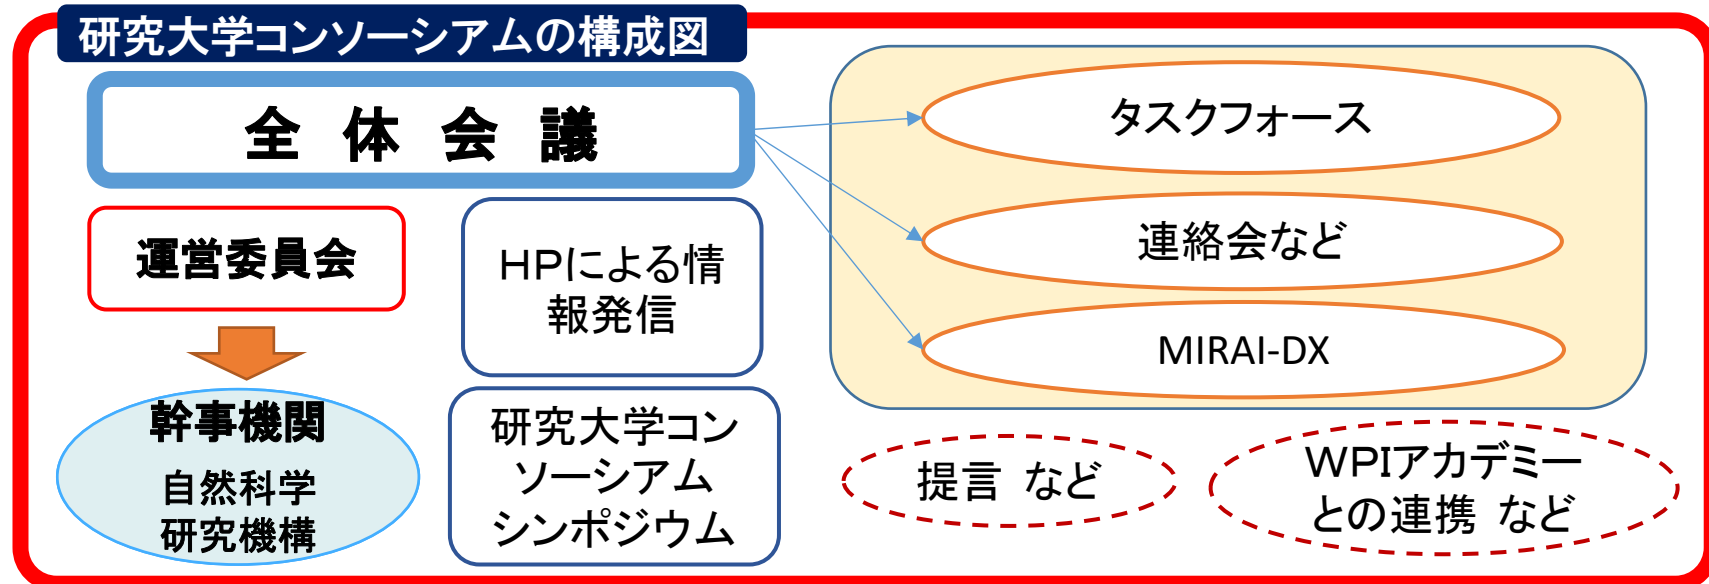 研究大学コンソーシアムの構成図
全 体 会 議
運営委員会
幹事機関
自然科学
研究機構
HPによる情
報発信
研究大学コン
ソーシアム
シンポジウム
タスクフォース
連絡会など
MIRAI-DX
提言 など
WPIアカデミー
との連携 など